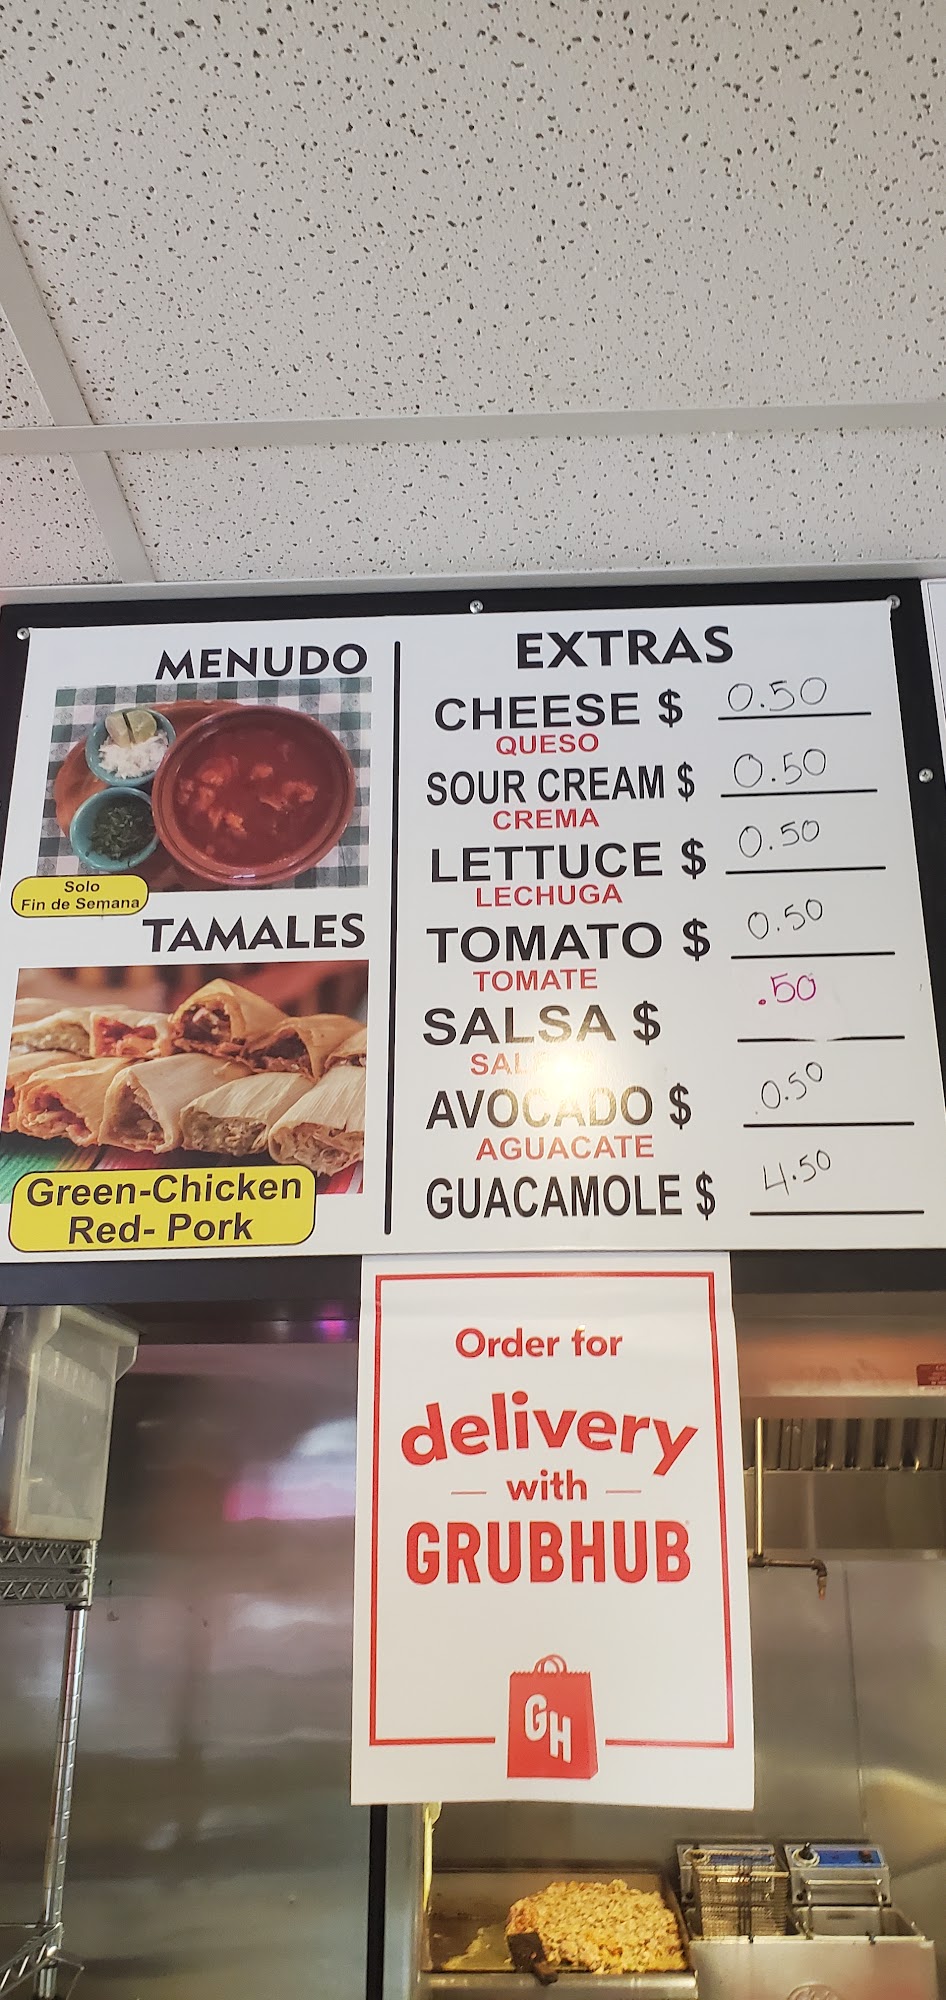 MENUDO
Solo
Fin de Semana
TAMALES
Green-Chicken
Red- Pork
EXTRAS
CHEESE $ 0.50
QUESO
SOUR CREAM $ 0.50
CREMA
LETTUCE $ 0.50
LECHUGA
TOMATO $ 0.50
TOMATE
SALSA $ .50
AVOCADO $ 0.50
AGUACATE
GUACAMOLE $ 4.50
Order for
delivery
with
GRUBHUB
GH